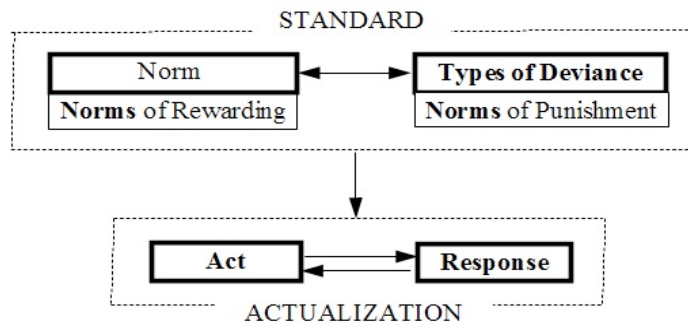 STANDARD
Norm
Types of Deviance
Norms of Rewarding
Norms of Punishment
Act
Response
ACTUALIZATION